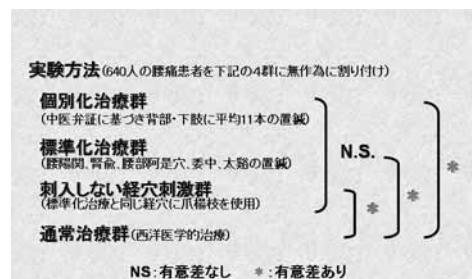 実験方法(640人の腰痛患者を下記の4群に無作為に割り付け)
個別化治療群
(中医弁証に基づき背部・下肢に平均11本の置鍼)
標準化治療群
(腰陽関、腎兪、腰部阿是穴、委中、太谿の置鍼)
刺入しない経穴刺激群
(標準化治療と同じ経穴に爪楊枝を使用)
通常治療群(西洋医学的治療)
N.S.
*
*
*
NS:有意差なし *:有意差あり